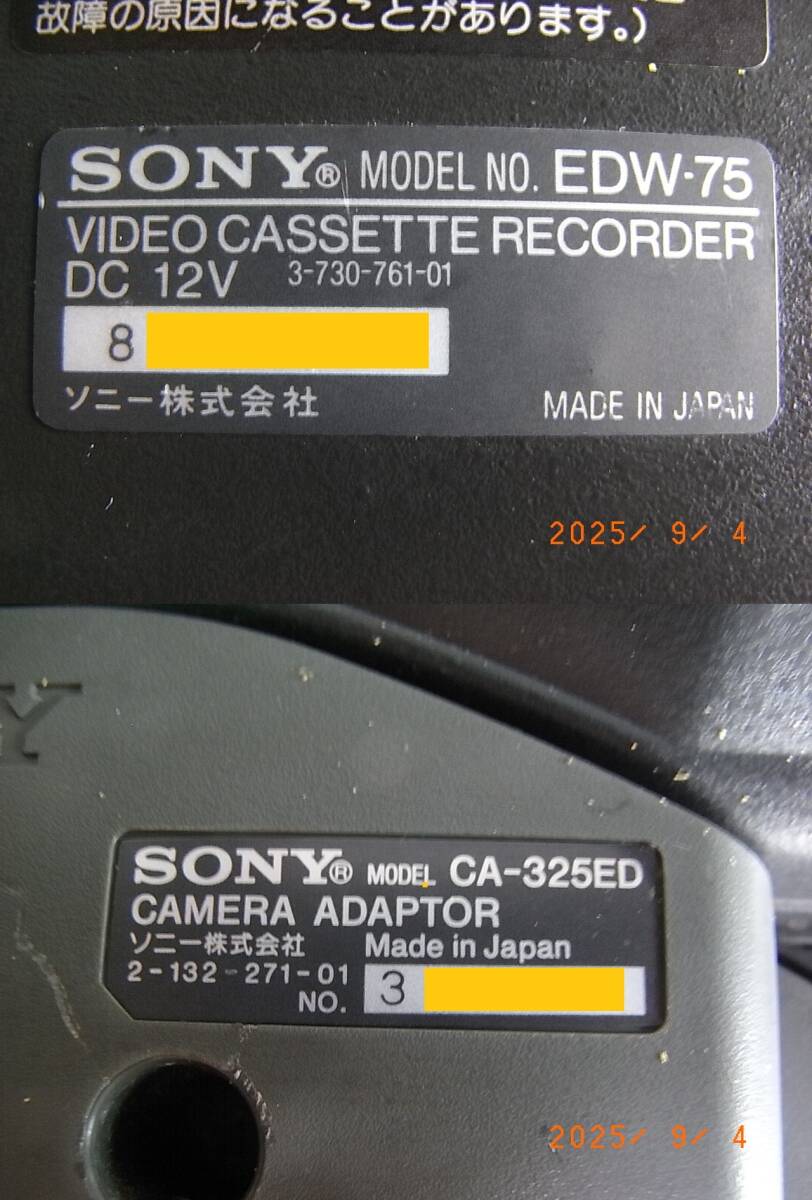 故障の原因になることがあります。)
SONY® MODEL NO. EDW-75
VIDEO CASSETTE RECORDER
DC 12V 3-730-761-01
8
ソニー株式会社 MADE IN JAPAN
2025/ 9/ 4
Y
SONY® MODEL CA-325ED
CAMERA ADAPTOR
ソニー株式会社 Made in Japan
2-132-271-01
NO. 3
2025/ 9/ 4